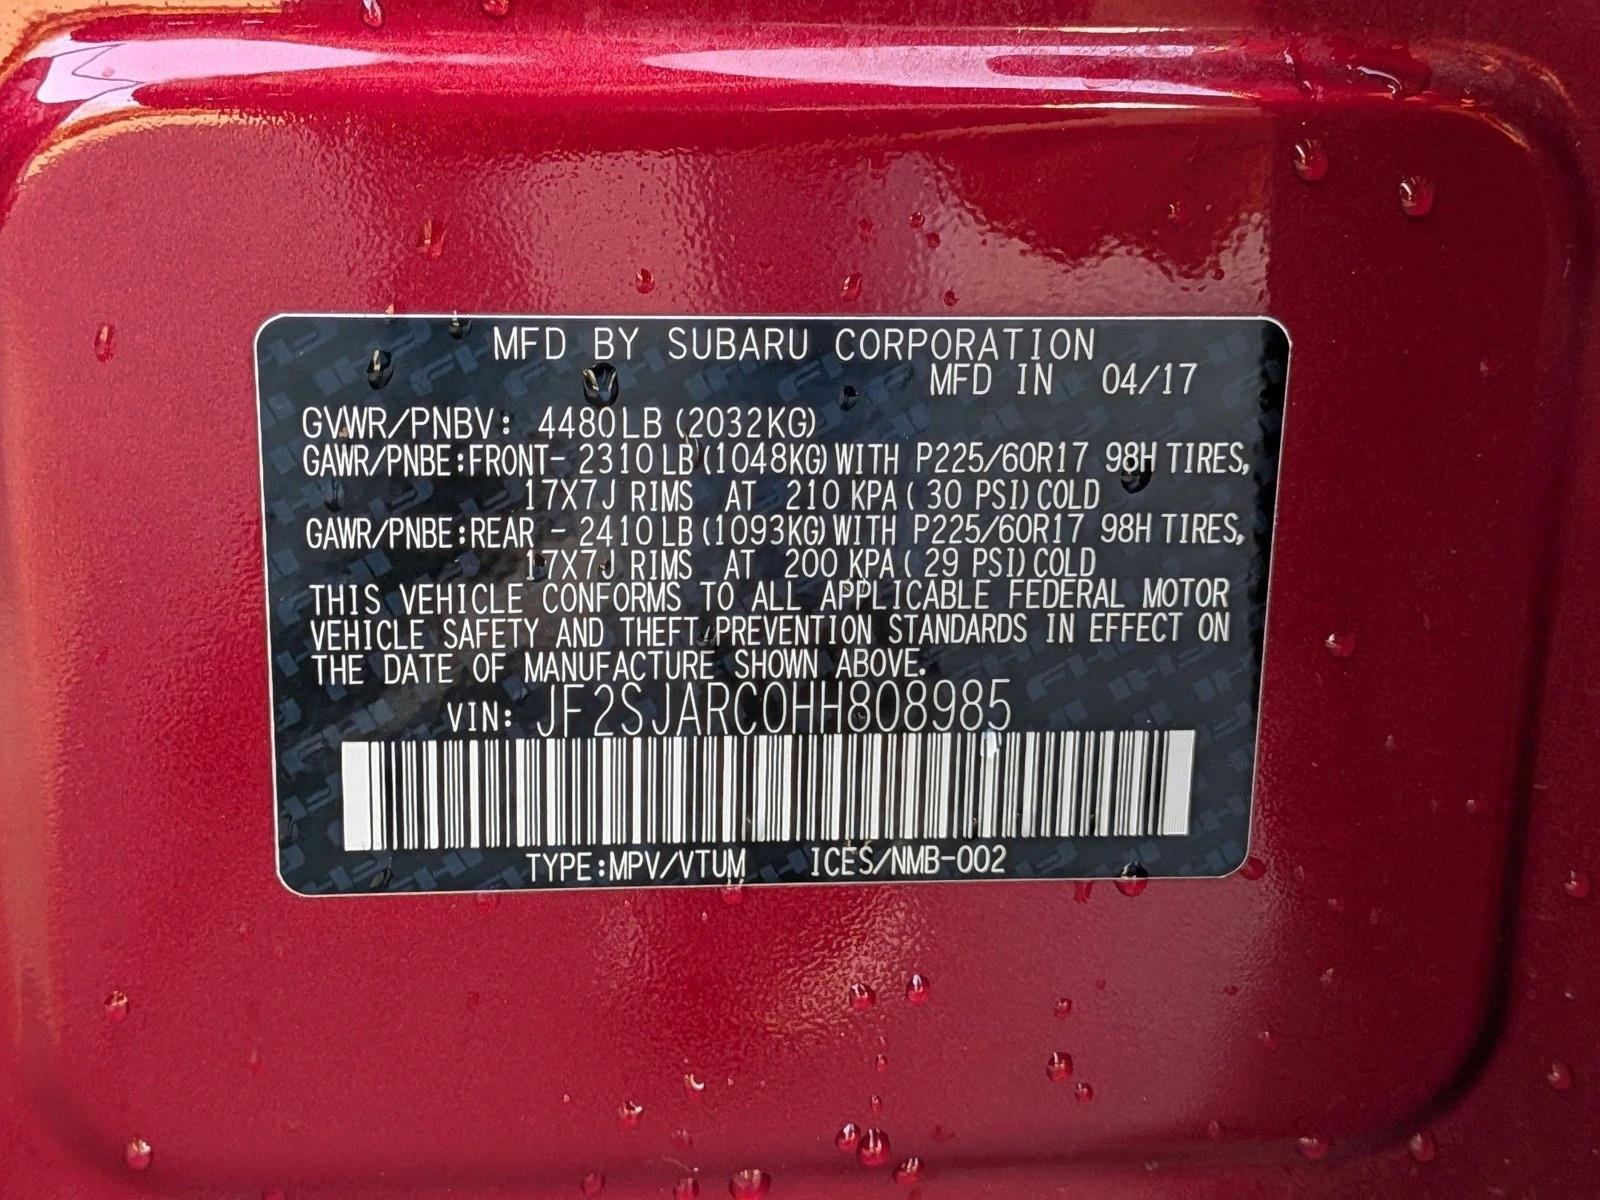 MFD BY SUBARU CORPORATION
MFD IN 04/17
GVWR/PNBV: 4480LB (2032KG)
GAWR/PNBE:FRONT- 2310LB(1048KG)WITH P225/60R17 98H TIRES,
17X7J RIMS AT 210 KPA( 30 PSI)COLD
GAWR/PNBE:REAR - 2410LB(1093KG)WITH P225/60R17 98H TIRES,
17X7J RIMS AT 200 KPA( 29 PSI)COLD
THIS VEHICLE CONFORMS TO ALL APPLICABLE FEDERAL MOTOR
VEHICLE SAFETY AND THEFT PREVENTION STANDARDS IN EFFECT ON
THE DATE OF MANUFACTURE SHOWN ABOVE.
VIN: JF2SJARC0HH808985
TYPE:MPV/VTUM ICES/NMB-002